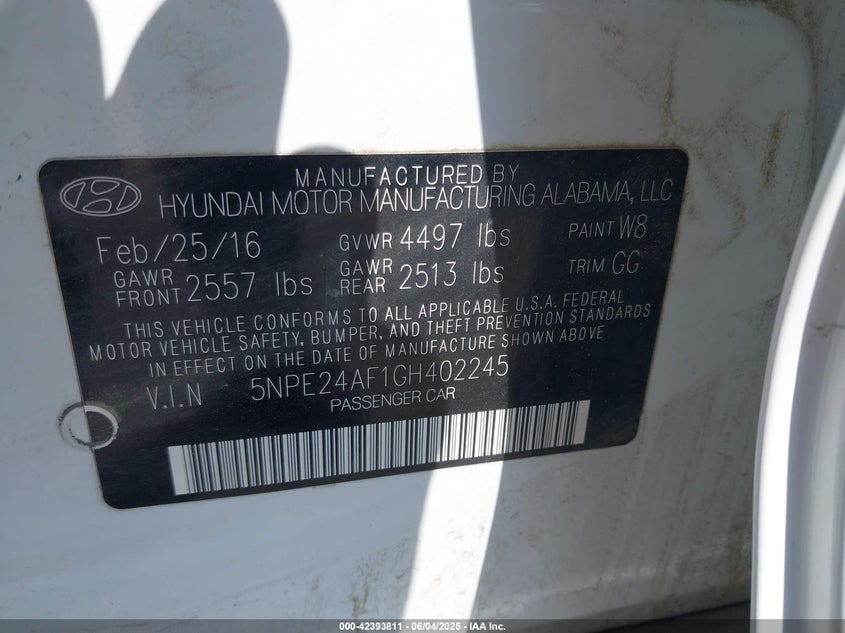 MANUFACTURED BY
HYUNDAI MOTOR MANUFACTURING ALABAMA, LLC
Feb/25/16 GVWR 4497 lbs PAINT W8
GAWR FRONT 2557 lbs GAWR REAR 2513 lbs TRIM GG
THIS VEHICLE CONFORMS TO ALL APPLICABLE U.S.A. FEDERAL
MOTOR VEHICLE SAFETY, BUMPER, AND THEFT PREVENTION STANDARDS
IN EFFECT ON THE DATE OF MANUFACTURE SHOWN ABOVE
V.I.N 5NPE24AF1GH402245
PASSENGER CAR
000-42393811 - 06/04/2025 - IAA Inc.